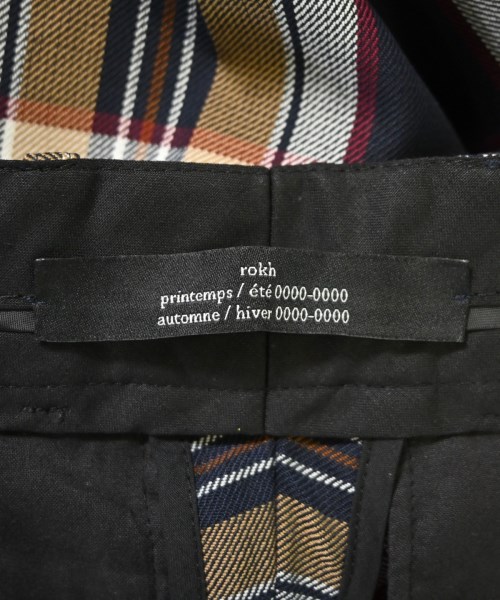 rokh
printemps / été 0000-0000
automne / hiver 0000-0000